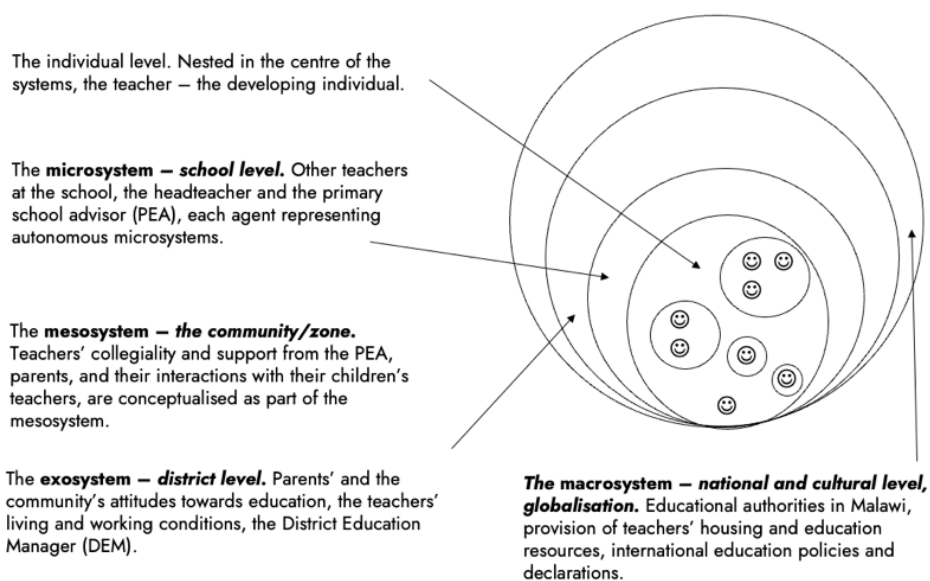 The individual level. Nested in the centre of the
systems, the teacher – the developing individual.
The microsystem – school level. Other teachers
at the school, the headteacher and the primary
school advisor (PEA), each agent representing
autonomous microsystems.
The mesosystem – the community/zone.
Teachers’ collegiality and support from the PEA,
parents, and their interactions with their children’s
teachers, are conceptualised as part of the
mesosystem.
The exosystem – district level. Parents’ and the
community’s attitudes towards education, the teachers’
living and working conditions, the District Education
Manager (DEM).
The macrosystem – national and cultural level,
globalisation. Educational authorities in Malawi,
provision of teachers’ housing and education
resources, international education policies and
declarations.